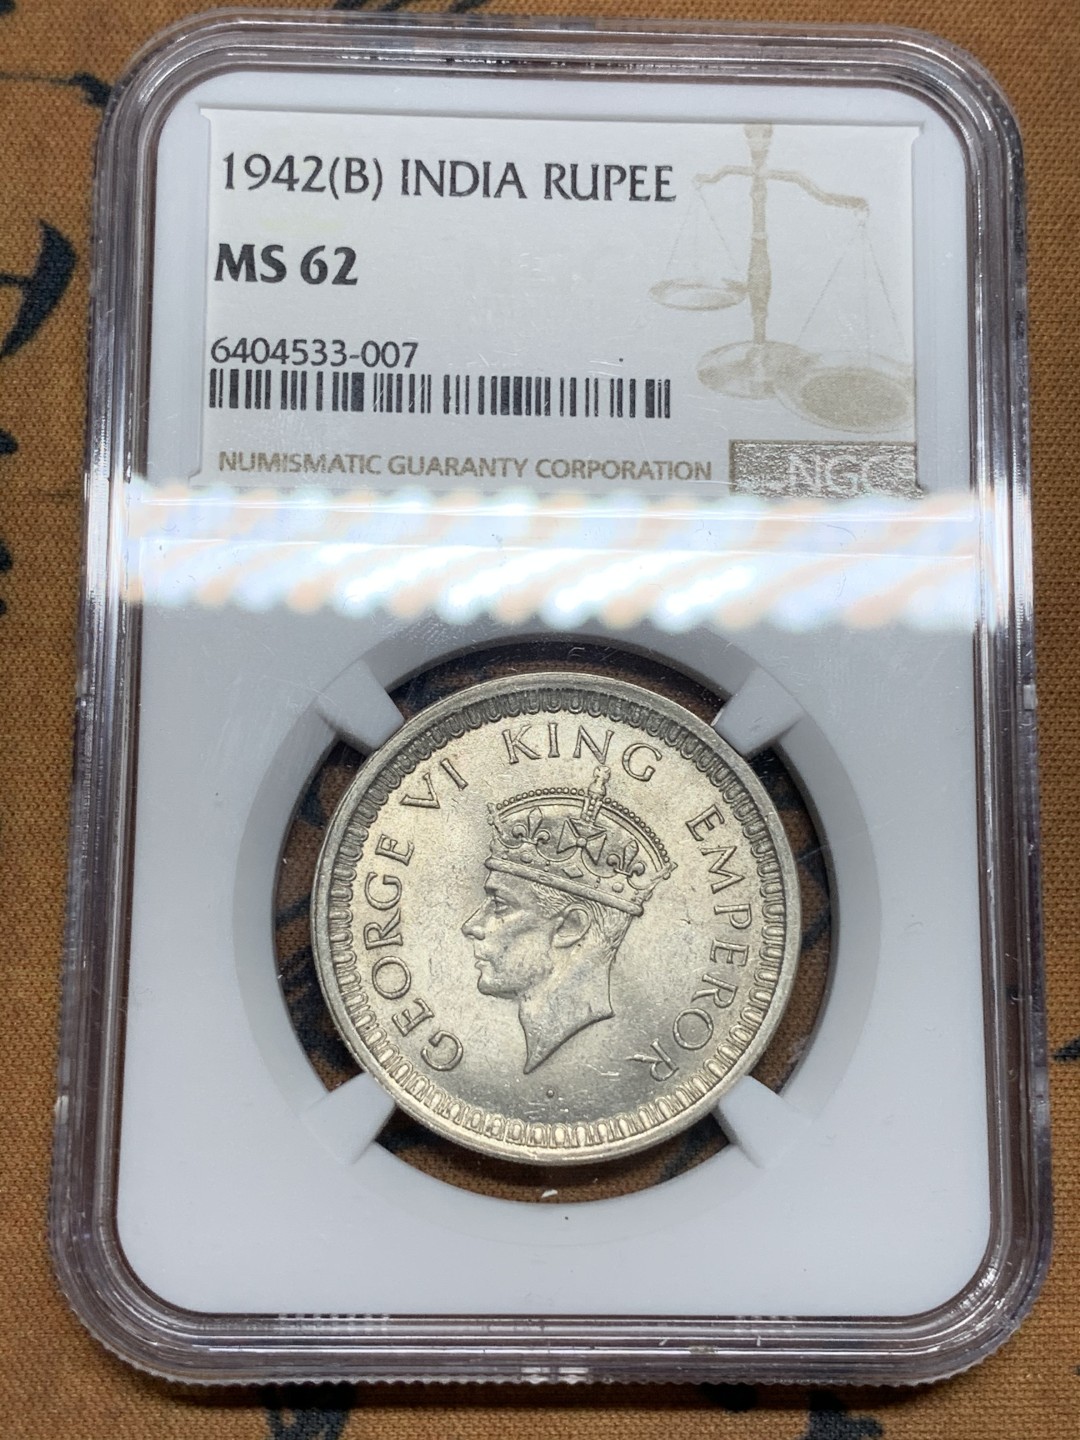 1942(B) INDIA RUPEE
MS 62
6404533-007
NUMISMATIC GUARANTY CORPORATION
NGC
GEORGE VI KING EMPEROR